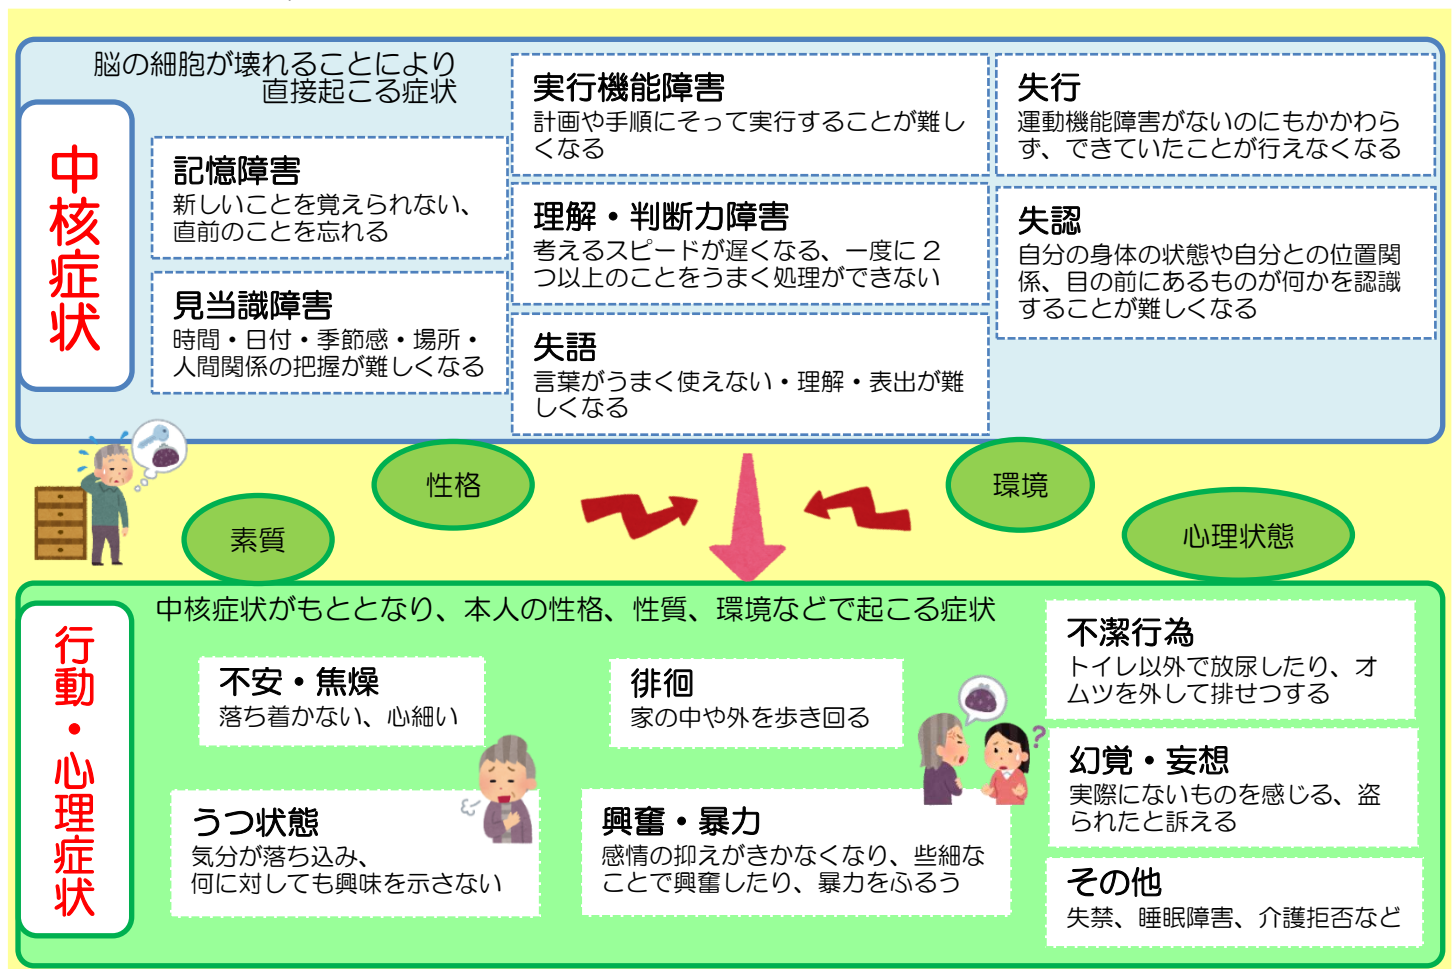 脳の細胞が壊れることにより
直接起こる症状
中核症状
記憶障害
新しいことを覚えられない、
直前のことを忘れる
見当識障害
時間・日付・季節感・場所・
人間関係の把握が難しくなる
実行機能障害
計画や手順にそって実行することが難し
くなる
理解・判断力障害
考えるスピードが遅くなる、一度に２
つ以上のことをうまく処理ができない
失語
言葉がうまく使えない・理解・表出が難
しくなる
失行
運動機能障害がないのにもかかわら
ず、できていたことが行えなくなる
失認
自分の身体の状態や自分との位置関
係、目の前にあるものが何かを認識
することが難しくなる
素質
性格
環境
心理状態
行動・心理症状
中核症状がもととなり、本人の性格、性質、環境などで起こる症状
不安・焦燥
落ち着かない、心細い
うつ状態
気分が落ち込み、
何に対しても興味を示さない
徘徊
家の中や外を歩き回る
?
興奮・暴力
感情の抑えがきかなくなり、些細な
ことで興奮したり、暴力をふるう
不潔行為
トイレ以外で放尿したり、オ
ムツを外して排せつする
幻覚・妄想
実際にないものを感じる、盗
られたと訴える
その他
失禁、睡眠障害、介護拒否など